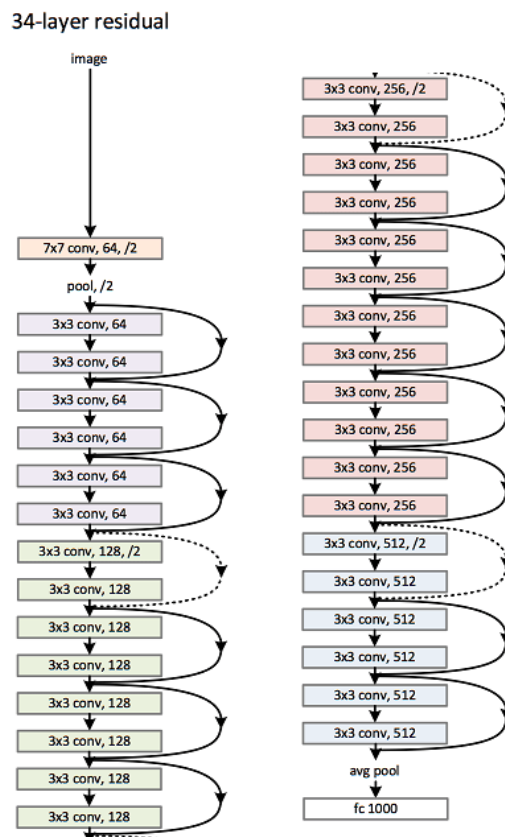 34-layer residual
image
7x7 conv, 64, /2
pool, /2
3x3 conv, 64
3x3 conv, 64
3x3 conv, 64
3x3 conv, 64
3x3 conv, 64
3x3 conv, 64
3x3 conv, 128, /2
3x3 conv, 128
3x3 conv, 128
3x3 conv, 128
3x3 conv, 128
3x3 conv, 128
3x3 conv, 128
3x3 conv, 128
3x3 conv, 256, /2
3x3 conv, 256
3x3 conv, 256
3x3 conv, 256
3x3 conv, 256
3x3 conv, 256
3x3 conv, 256
3x3 conv, 256
3x3 conv, 256
3x3 conv, 256
3x3 conv, 256
3x3 conv, 256
3x3 conv, 512, /2
3x3 conv, 512
3x3 conv, 512
3x3 conv, 512
3x3 conv, 512
3x3 conv, 512
avg pool
fc 1000